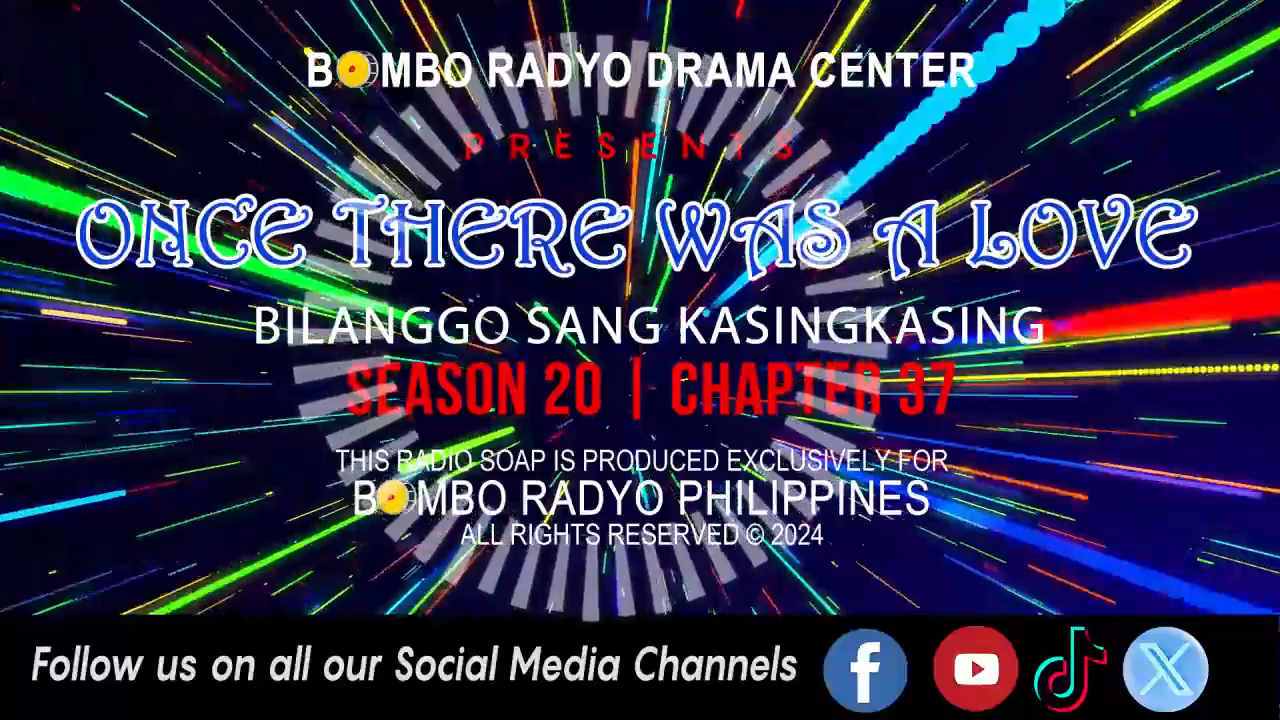 BOMBO RADYO DRAMA CENTER
PRESENTS
ONCE THERE WAS A LOVE
BILANGGO SANG KASINGKASING
SEASON 20 | CHAPTER 37
THIS RADIO SOAP IS PRODUCED EXCLUSIVELY FOR
BOMBO RADYO PHILIPPINES
ALL RIGHTS RESERVED © 2024
Follow us on all our Social Media Channels